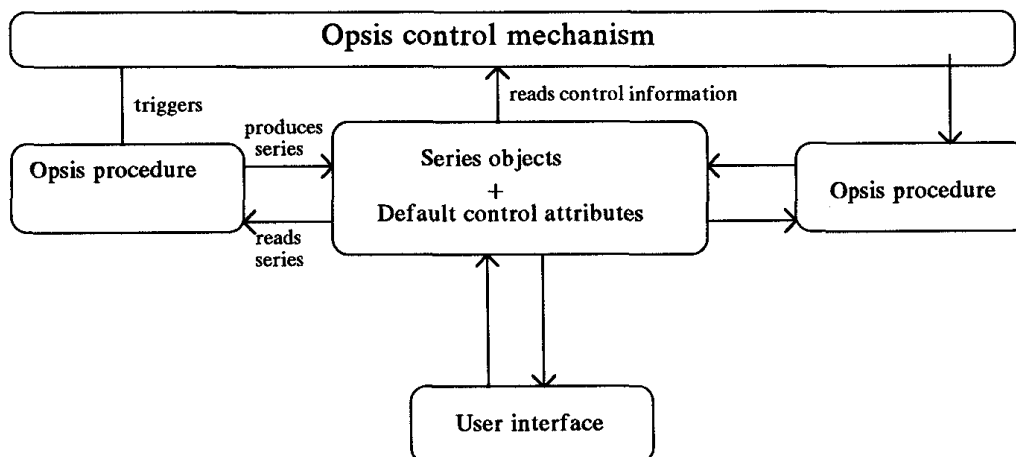 Opsis control mechanism
triggers
reads control information
produces
series
Opsis procedure
Series objects
+
Default control attributes
Opsis procedure
reads
series
User interface